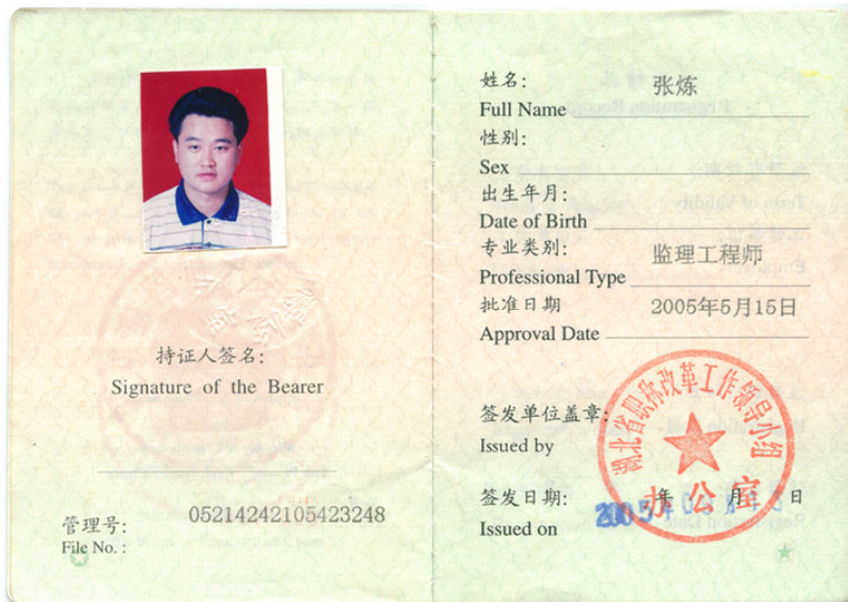 持证人签名:
Signature of the Bearer
管理号:
File No. :
05214242105423248
姓名:
张炼
Full Name
性别:
Sex
出生年月:
Date of Birth
专业类别:
监理工程师
Professional Type
批准日期
2005年5月15日
Approval Date
签发单位盖章:
Issued by
湖北省职称改革工作领导小组
办公室
签发日期:
年 月 日
Issued on
2005